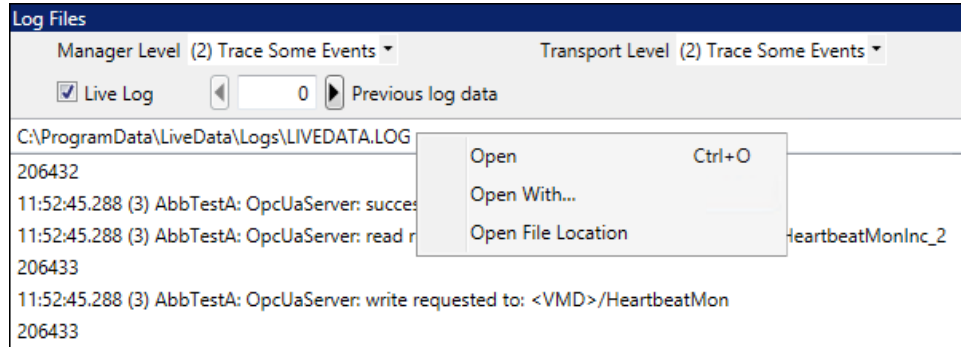 Log Files
Manager Level (2) Trace Some Events Transport Level (2) Trace Some Events
Live Log 0 Previous log data
C:\ProgramData\LiveData\Logs\LIVEDATA.LOG
Open Ctrl+O
Open With...
Open File Location
206432
11:52:45.288 (3) AbbTestA: OpcUaServer: succes
11:52:45.288 (3) AbbTestA: OpcUaServer: read r HeartbeatMonInc_2
206433
11:52:45.288 (3) AbbTestA: OpcUaServer: write requested to: <VMD>/HeartbeatMon
206433